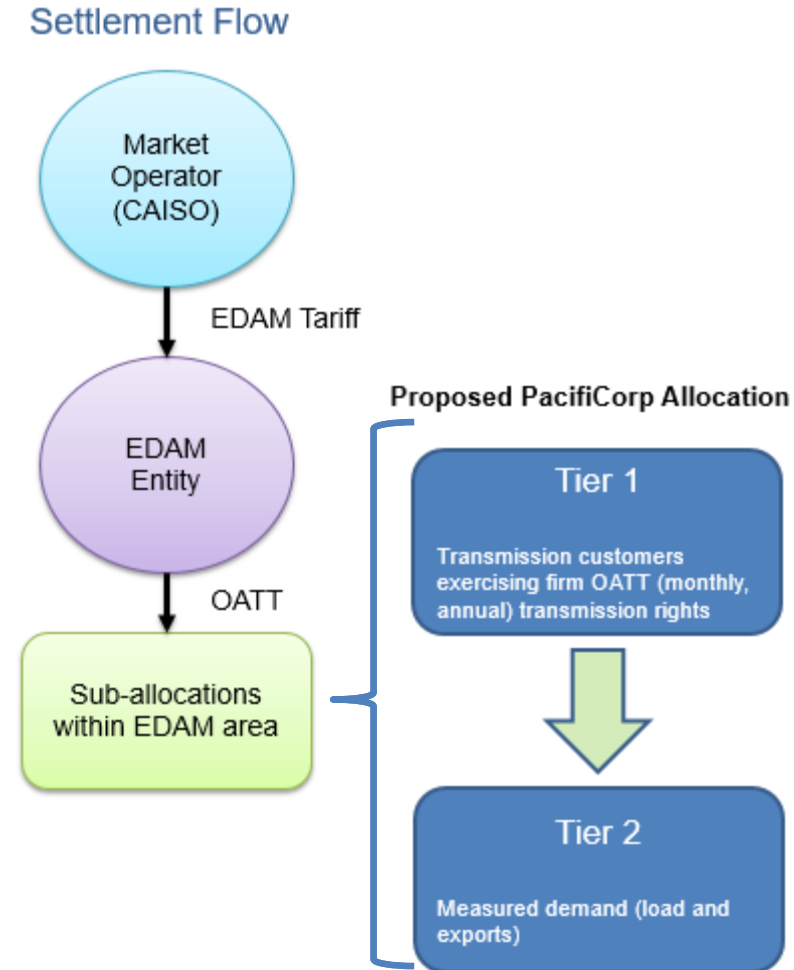 Settlement Flow
Market
Operator
(CAISO)
EDAM Tariff
EDAM
Entity
OATT
Sub-allocations
within EDAM area
Proposed PacifiCorp Allocation
Tier 1
Transmission customers
exercising firm OATT (monthly,
annual) transmission rights
Tier 2
Measured demand (load and
exports)